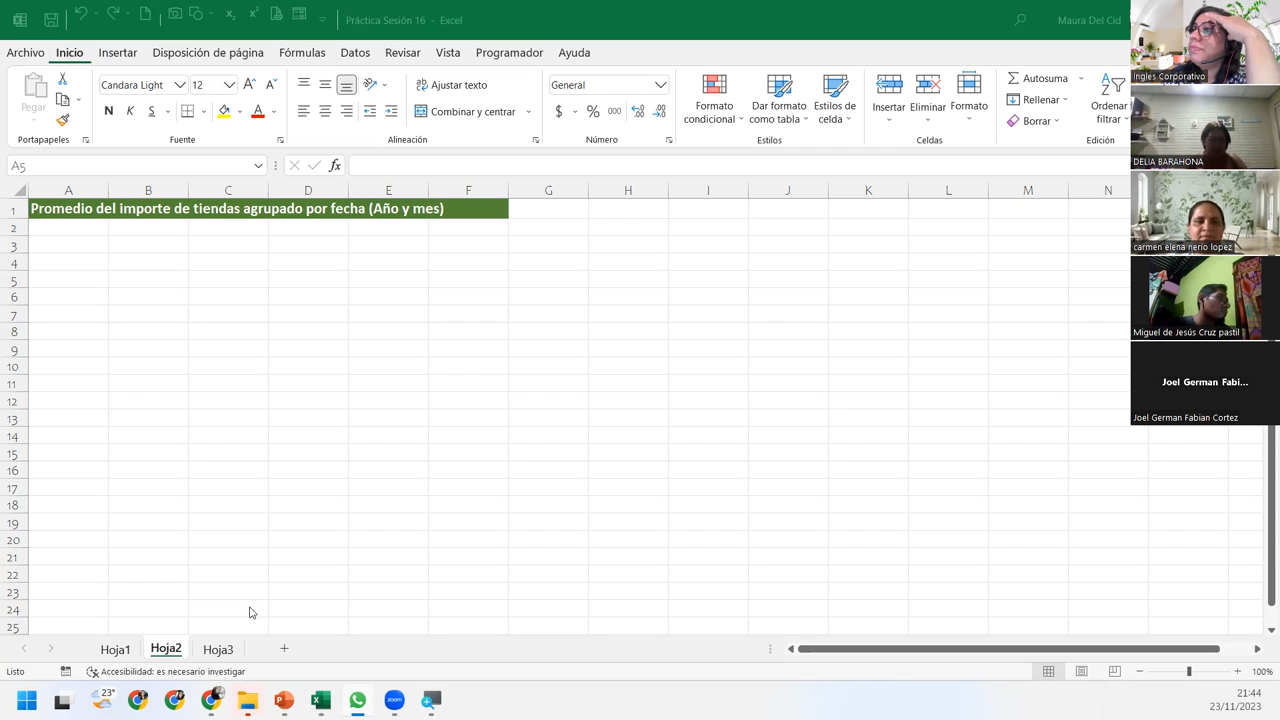 Práctica Sesión 16 - Excel
Maura Del Cid
Archivo Inicio Insertar Disposición de página Fórmulas Datos Revisar Vista Programador Ayuda
Pegar
Candara Light 12
N K S
General
$ % 000
Combinar y centrar
Formato condicional
Dar formato como tabla
Estilos de celda
Insertar Eliminar Formato
Autosuma
Rellenar
Borrar
Ordenar
filtrar
Portapapeles Fuente Alineación Número Estilos Celdas Edición
A5
fx
A B C D E F G H I J K L M N
1 Promedio del importe de tiendas agrupado por fecha (Año y mes)
2
3
4
5
6
7
8
9
10
11
12
13
14
15
16
17
18
19
20
21
22
23
24
25
Ingles Corporativo
DELIA BARAHONA
carmen elena nerio lopez
Miguel de Jesús Cruz pastil
Joel German Fabi...
Joel German Fabian Cortez
Hoja1 Hoja2 Hoja3
Listo
Accesibilidad: es necesario investigar
100%
23°
zoom
21:44
23/11/2023